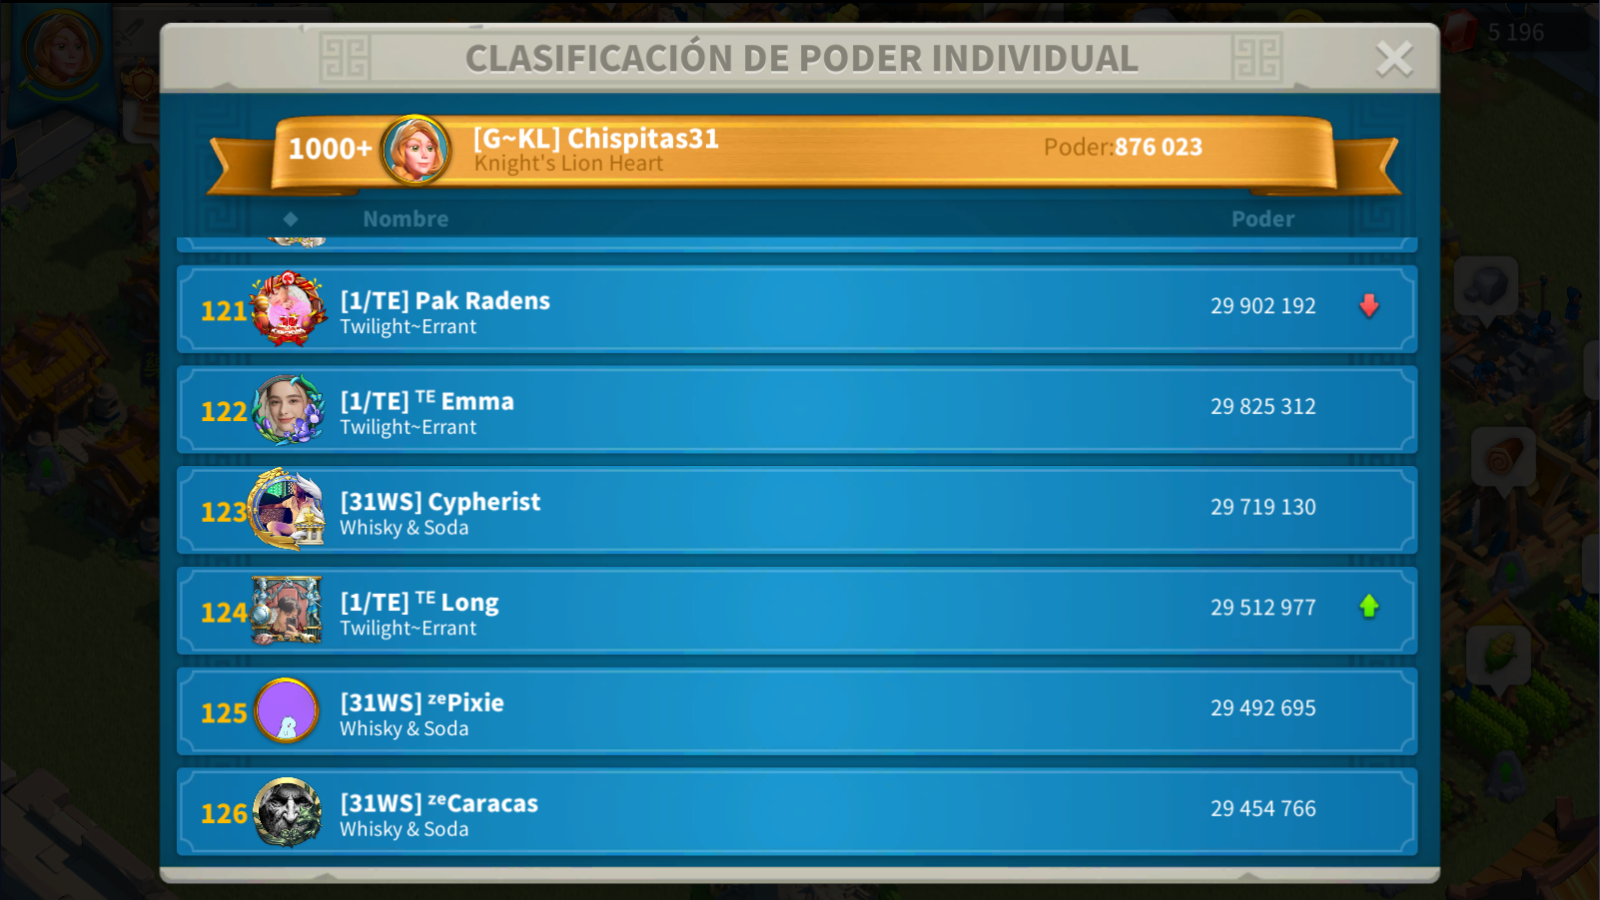 5 196
CLASIFICACIÓN DE PODER INDIVIDUAL
1000+
[G~KL] Chispitas31
Knight's Lion Heart
Poder:876 023
Nombre
Poder
121
[1/TE] Pak Radens
Twilight~Errant
29 902 192
122
[1/TE] ᵀᴱ Emma
Twilight~Errant
29 825 312
123
[31WS] Cypherist
Whisky & Soda
29 719 130
124
[1/TE] ᵀᴱ Long
Twilight~Errant
29 512 977
125
[31WS] ᶻᵉPixie
Whisky & Soda
29 492 695
126
[31WS] ᶻᵉCaracas
Whisky & Soda
29 454 766